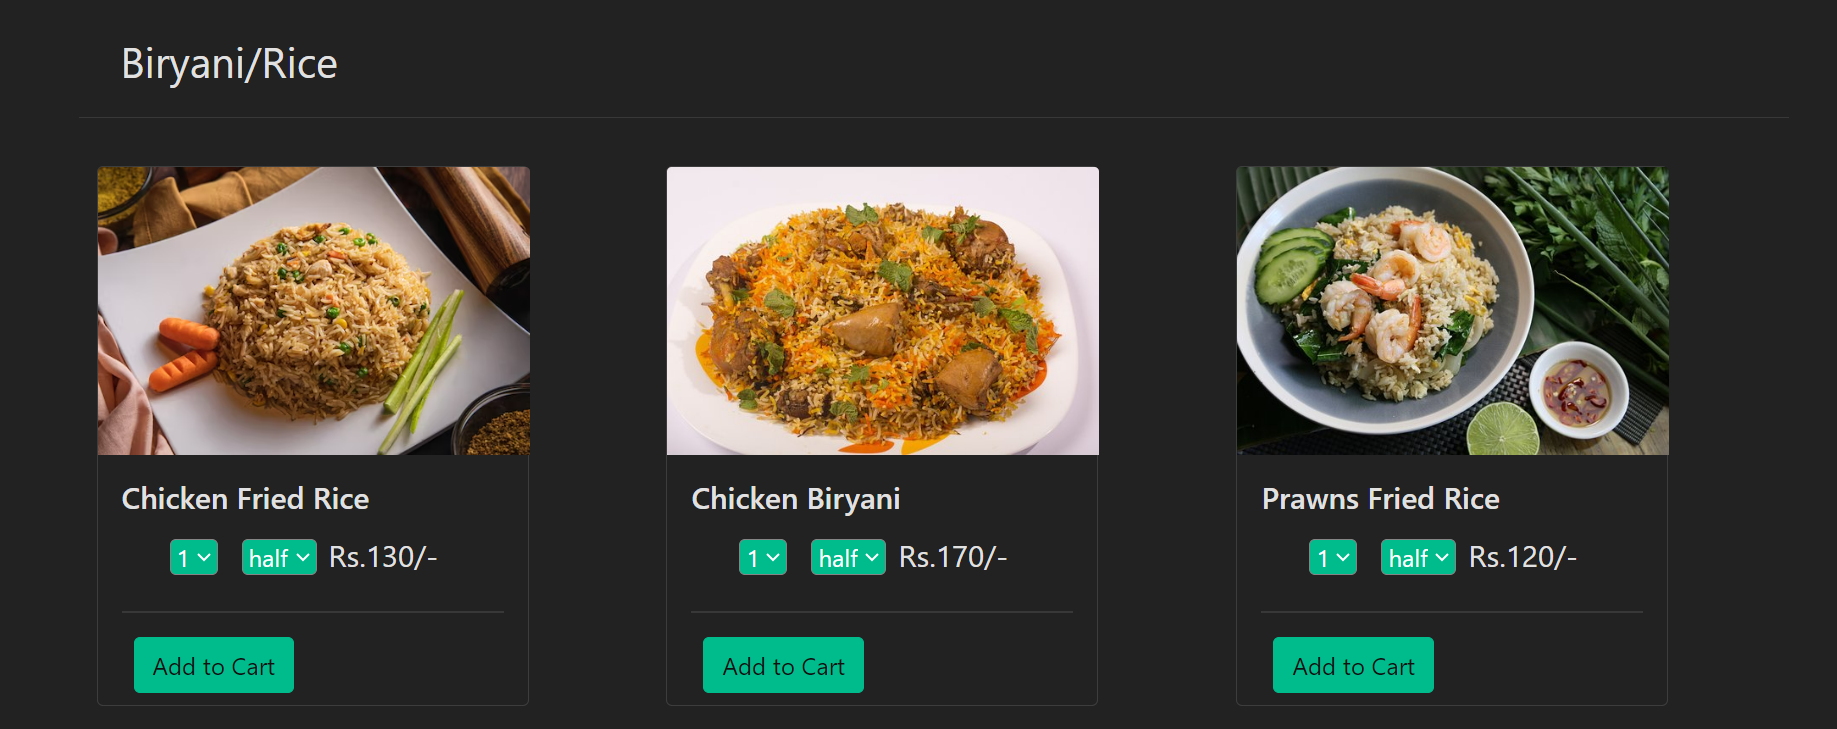 Biryani/Rice
Chicken Fried Rice
1 half Rs.130/-
Add to Cart
Chicken Biryani
1 half Rs.170/-
Add to Cart
Prawns Fried Rice
1 half Rs.120/-
Add to Cart